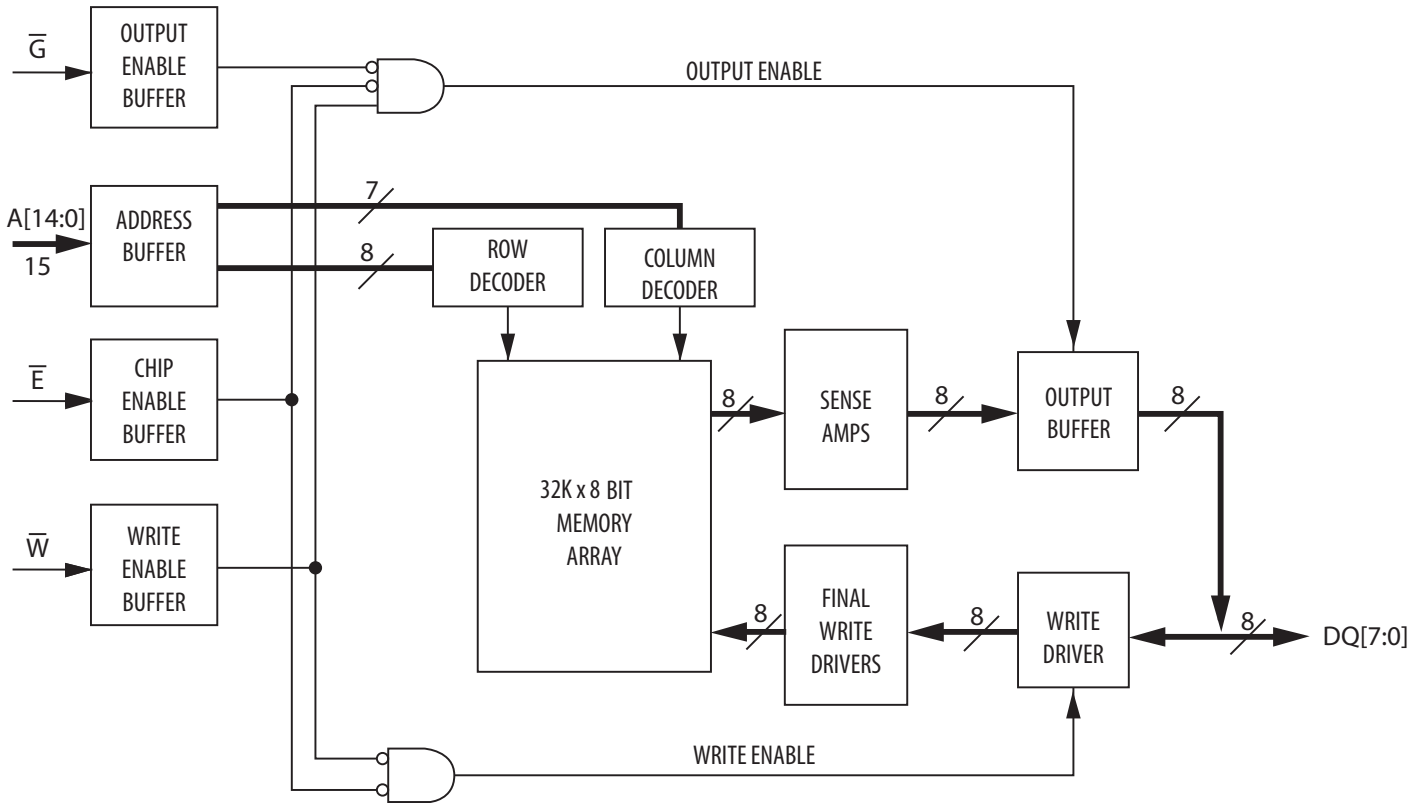 G̅
OUTPUT
ENABLE
BUFFER
OUTPUT ENABLE
A[14:0]
15
ADDRESS
BUFFER
7
8
ROW
DECODER
COLUMN
DECODER
E̅
CHIP
ENABLE
BUFFER
32K x 8 BIT
MEMORY
ARRAY
8
SENSE
AMPS
8
OUTPUT
BUFFER
8
W̅
WRITE
ENABLE
BUFFER
8
FINAL
WRITE
DRIVERS
8
WRITE
DRIVER
8
DQ[7:0]
WRITE ENABLE